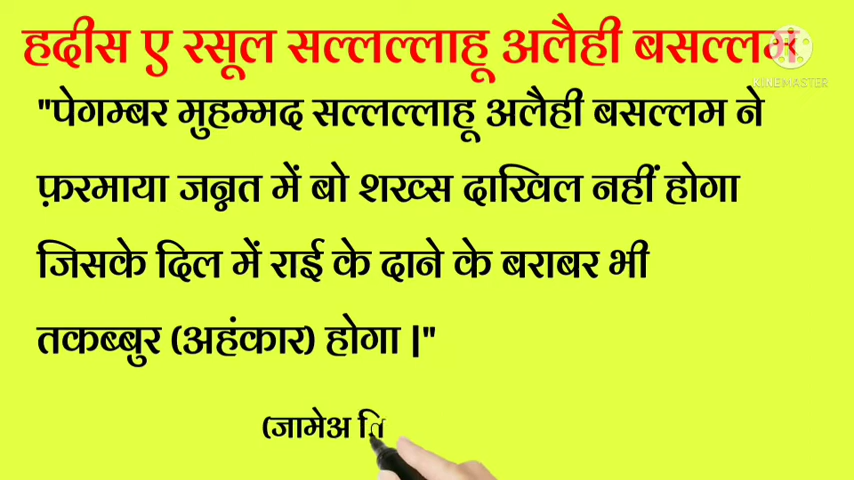 हदीस ए रसूल सल्लल्लाहू अलैही बसल्लम
KINEMASTER
"पेगम्बर मुहम्मद सल्लल्लाहू अलैही बसल्लम ने
फ़रमाया जन्नत में बो शख्स दाखिल नहीं होगा
जिसके दिल में राई के दाने के बराबर भी
तकब्बुर (अहंकार) होगा |"
(जामेअ